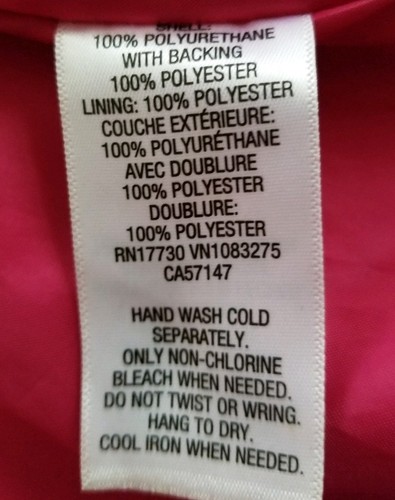 SHELL:
100% POLYURETHANE
WITH BACKING
100% POLYESTER
LINING: 100% POLYESTER
COUCHE EXTÉRIEURE:
100% POLYURÉTHANE
AVEC DOUBLURE
100% POLYESTER
DOUBLURE:
100% POLYESTER
RN17730 VN1083275
CA57147
HAND WASH COLD
SEPARATELY.
ONLY NON-CHLORINE
BLEACH WHEN NEEDED.
DO NOT TWIST OR WRING.
HANG TO DRY.
COOL IRON WHEN NEEDED.